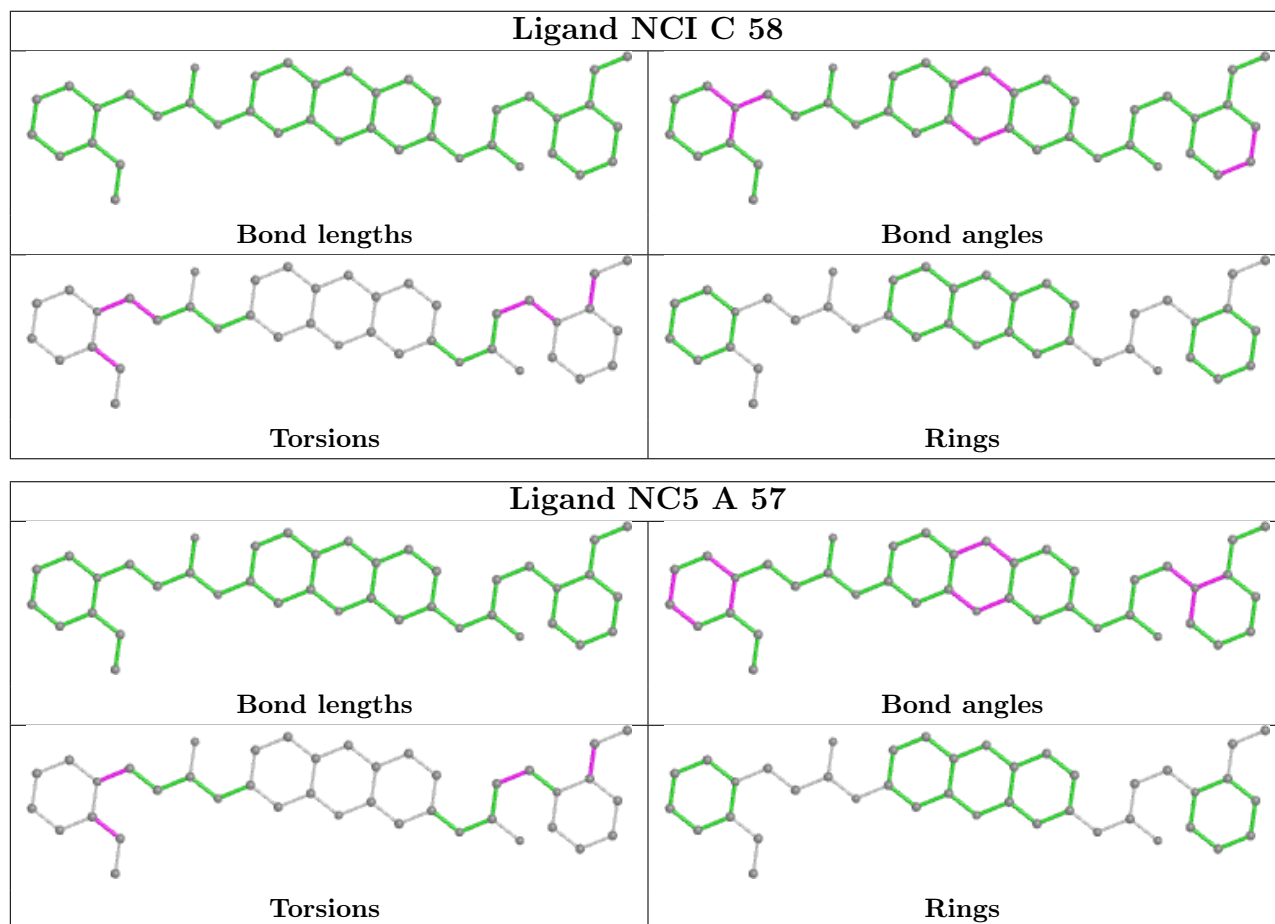 Ligand NCI C 58
Bond lengths
Bond angles
Torsions
Rings
Ligand NC5 A 57
Bond lengths
Bond angles
Torsions
Rings